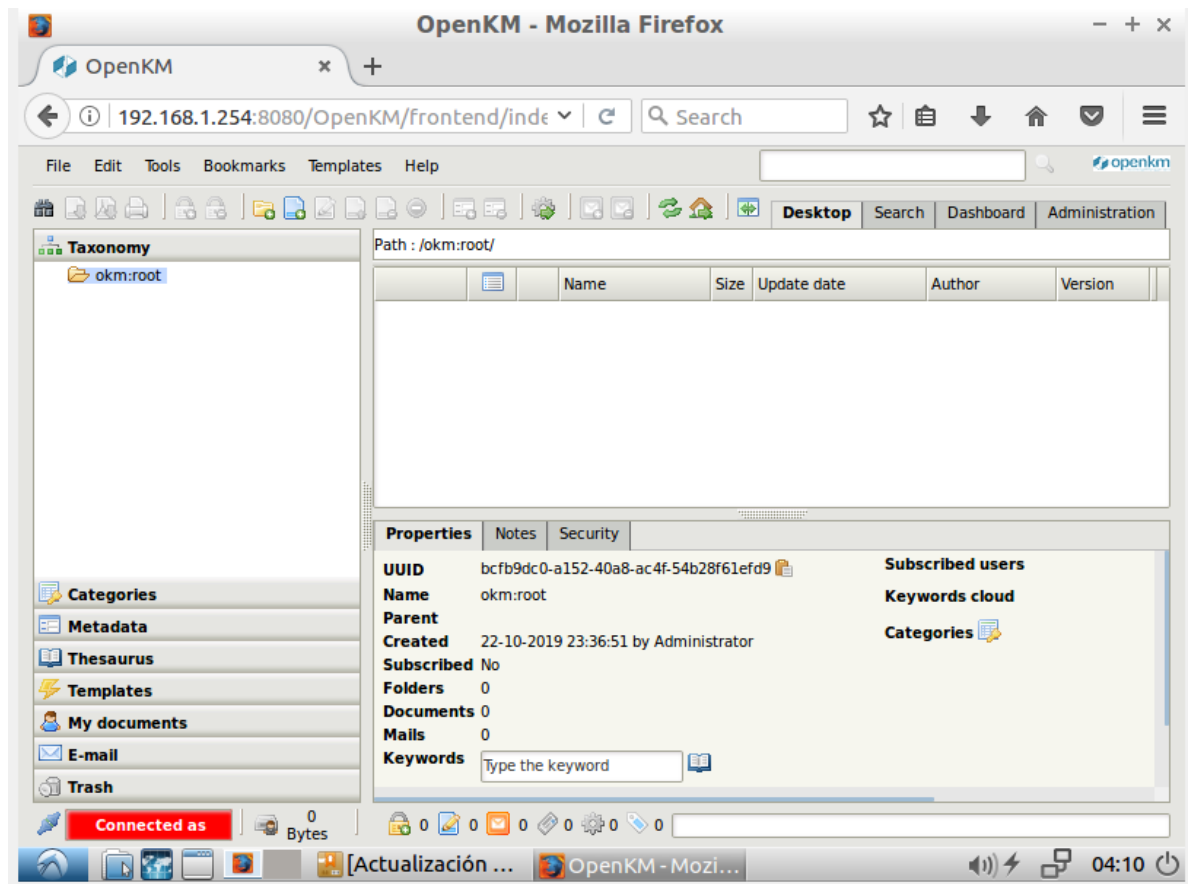 OpenKM - Mozilla Firefox
OpenKM
192.168.1.254:8080/OpenKM/frontend/inde
Search
File Edit Tools Bookmarks Templates Help
openkm
Desktop Search Dashboard Administration
Taxonomy
okm:root
Path : /okm:root/
Name Size Update date Author Version
Properties Notes Security
UUID bcfb9dc0-a152-40a8-ac4f-54b28f61efd9
Name okm:root
Parent
Created 22-10-2019 23:36:51 by Administrator
Subscribed No
Folders 0
Documents 0
Mails 0
Keywords Type the keyword
Subscribed users
Keywords cloud
Categories
Categories
Metadata
Thesaurus
Templates
My documents
E-mail
Trash
Connected as 0 Bytes 0 0 0 0 0 0
[Actualización ... OpenKM - Mozi... 04:10